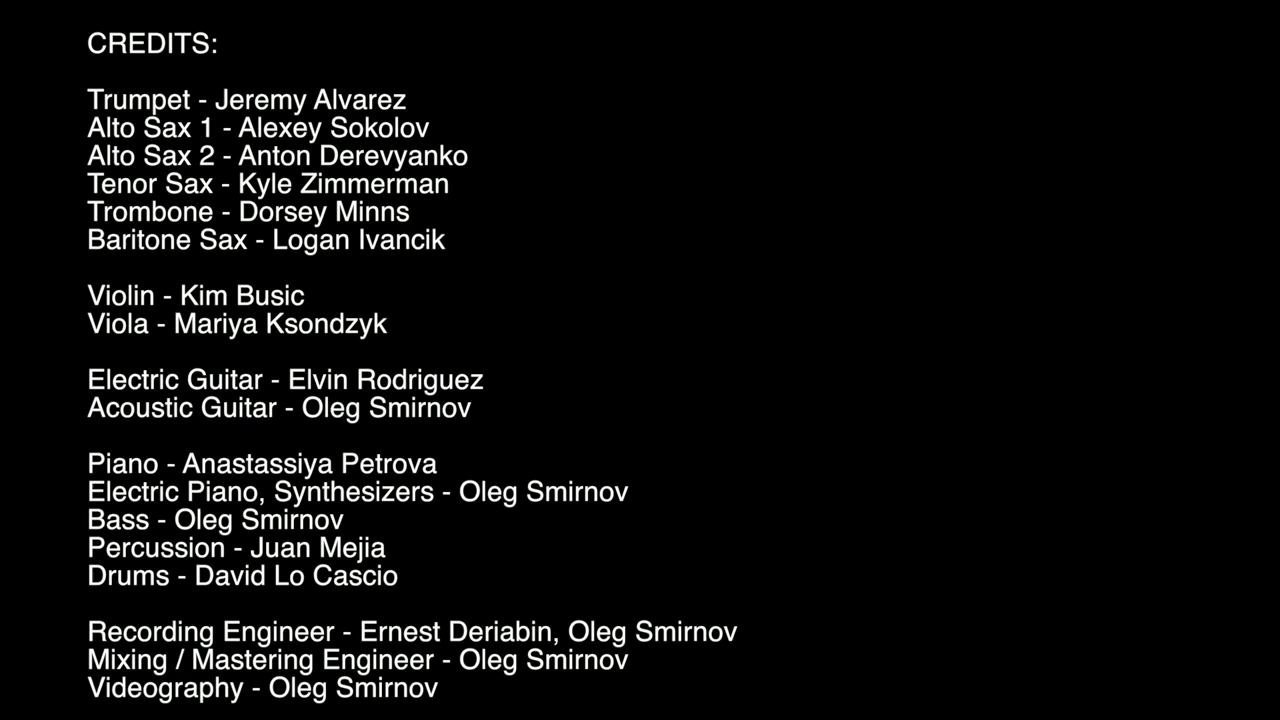 CREDITS:
Trumpet - Jeremy Alvarez
Alto Sax 1 - Alexey Sokolov
Alto Sax 2 - Anton Derevyanko
Tenor Sax - Kyle Zimmerman
Trombone - Dorsey Minns
Baritone Sax - Logan Ivancik
Violin - Kim Busic
Viola - Mariya Ksondzyk
Electric Guitar - Elvin Rodriguez
Acoustic Guitar - Oleg Smirnov
Piano - Anastassiya Petrova
Electric Piano, Synthesizers - Oleg Smirnov
Bass - Oleg Smirnov
Percussion - Juan Mejia
Drums - David Lo Cascio
Recording Engineer - Ernest Deriabin, Oleg Smirnov
Mixing / Mastering Engineer - Oleg Smirnov
Videography - Oleg Smirnov